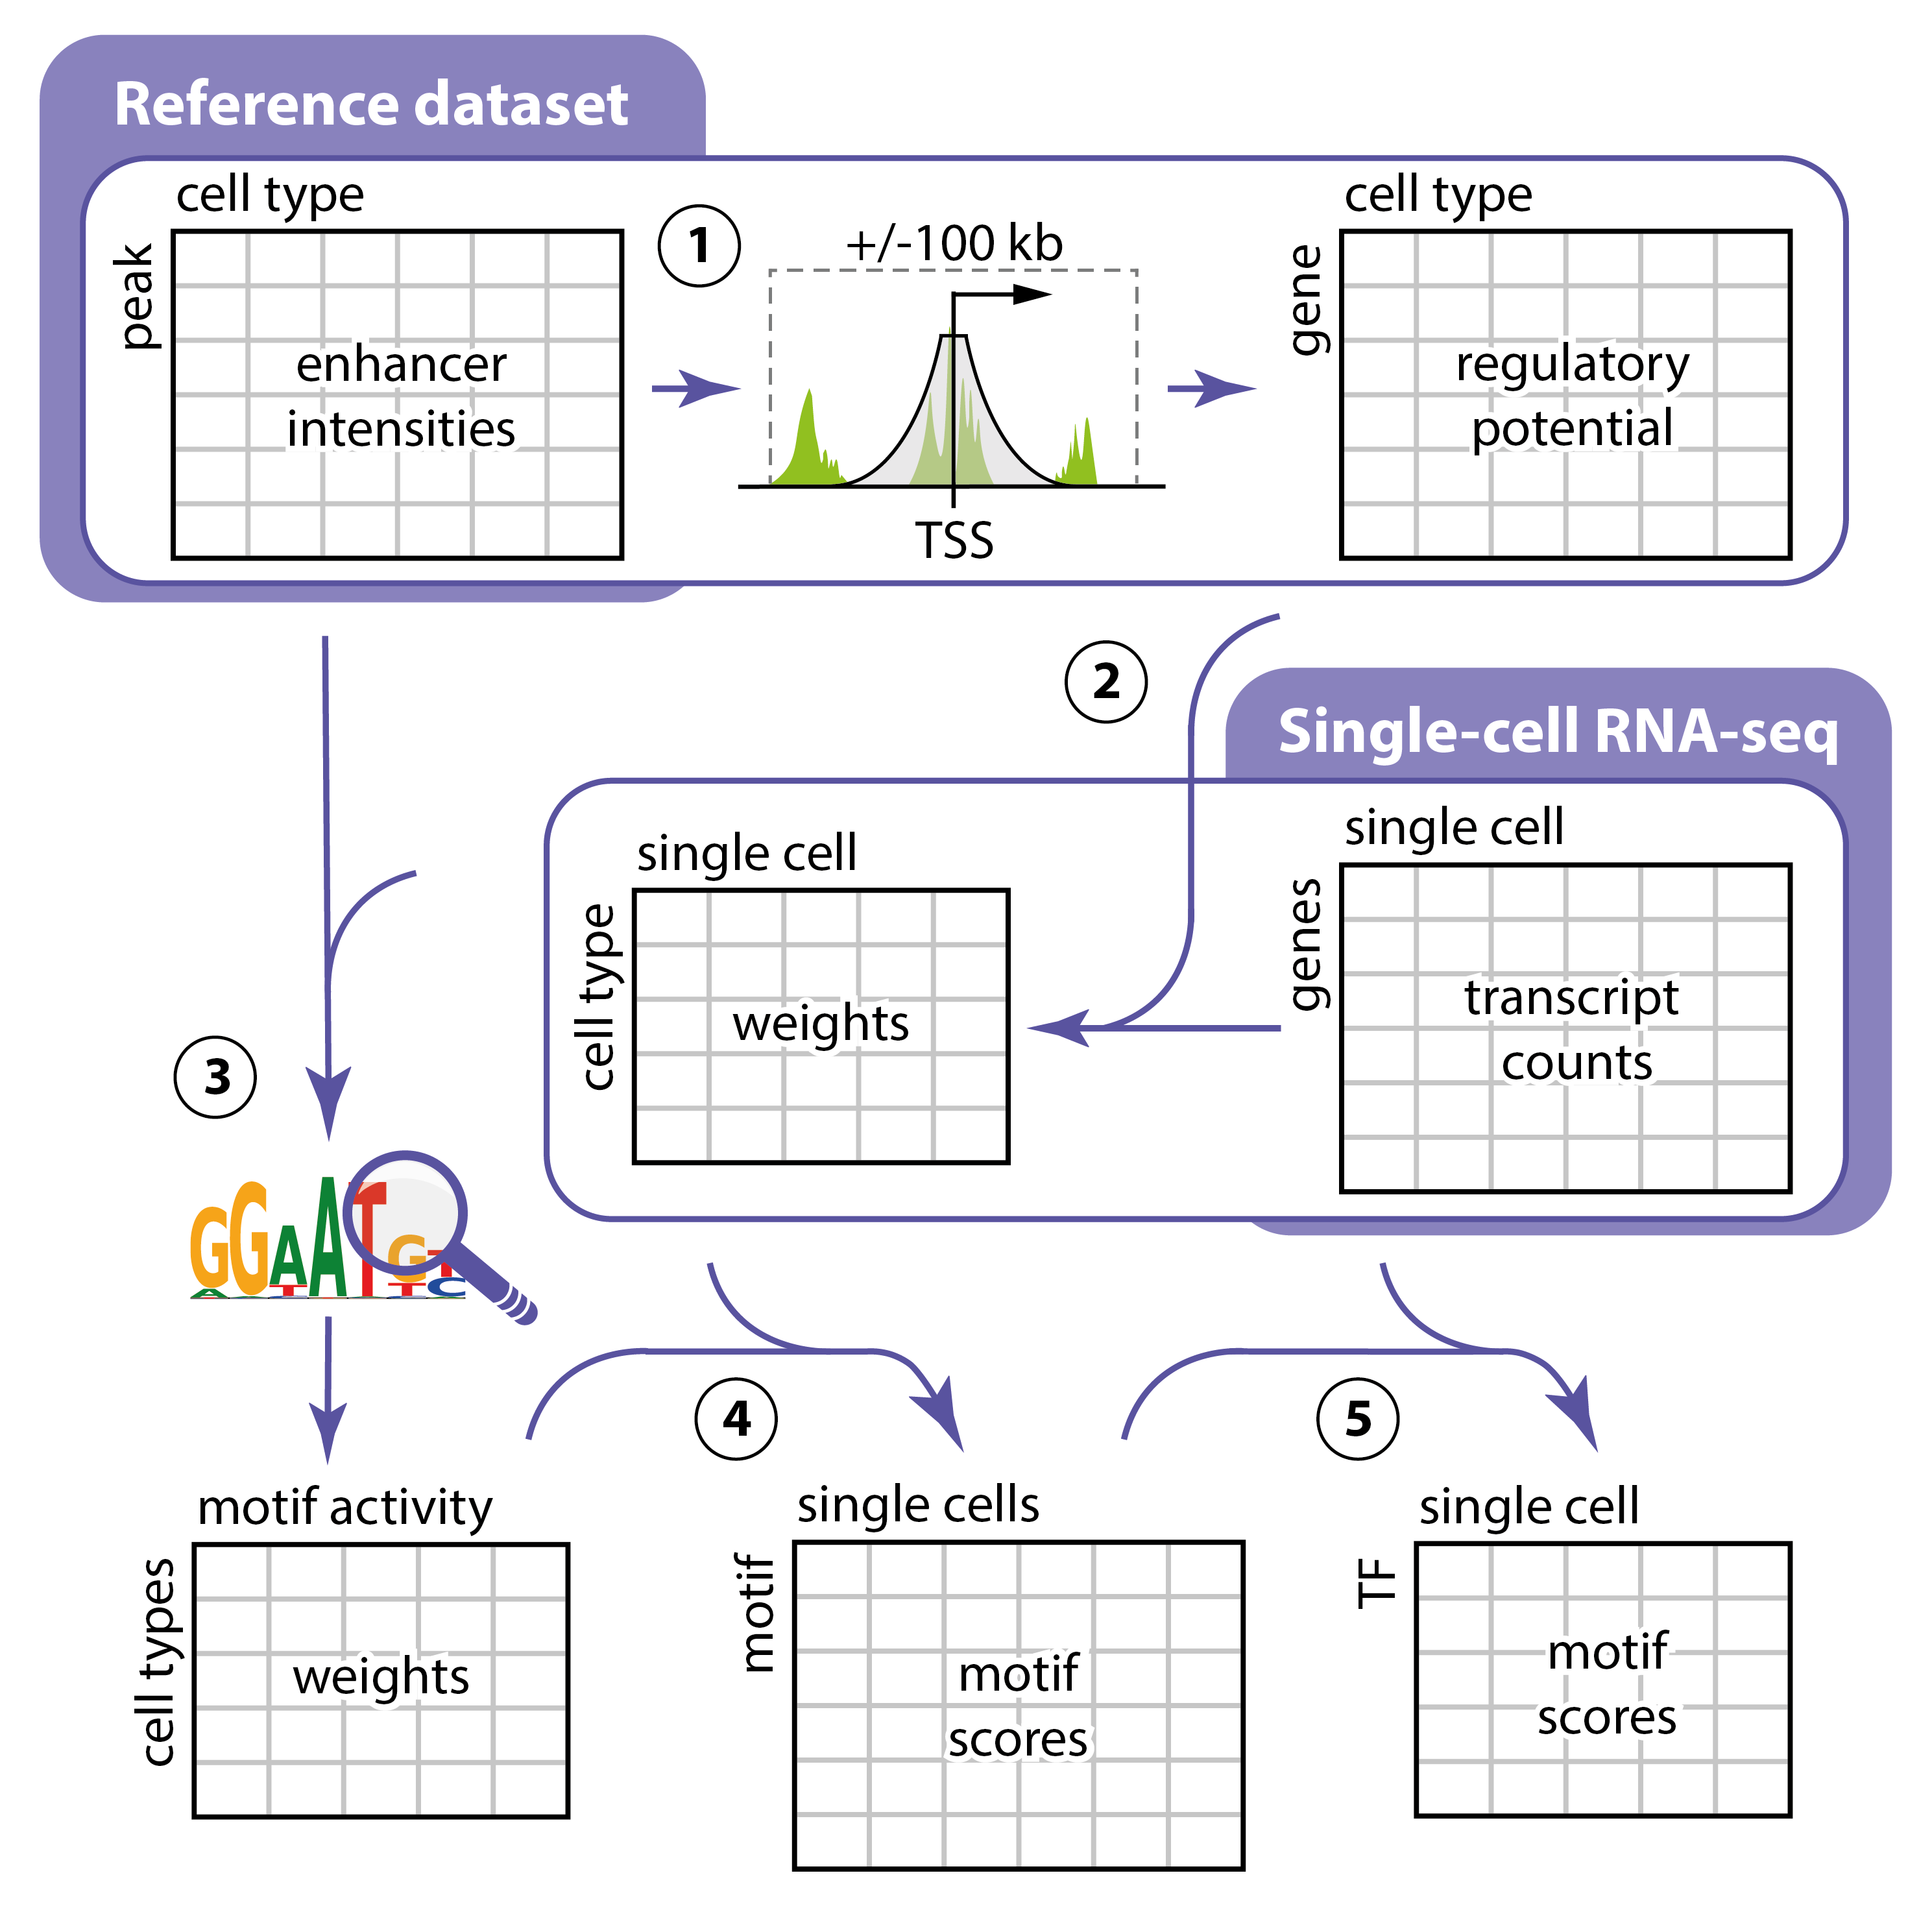 Reference dataset
cell type
peak
enhancer
intensities
1
+/-100 kb
TSS
cell type
gene
regulatory
potential
2
Single-cell RNA-seq
single cell
cell type
weights
single cell
genes
transcript
counts
3
GGAATGT
A T T C
4
5
motif activity
cell types
weights
single cells
motif
motif
scores
single cell
TF
motif
scores